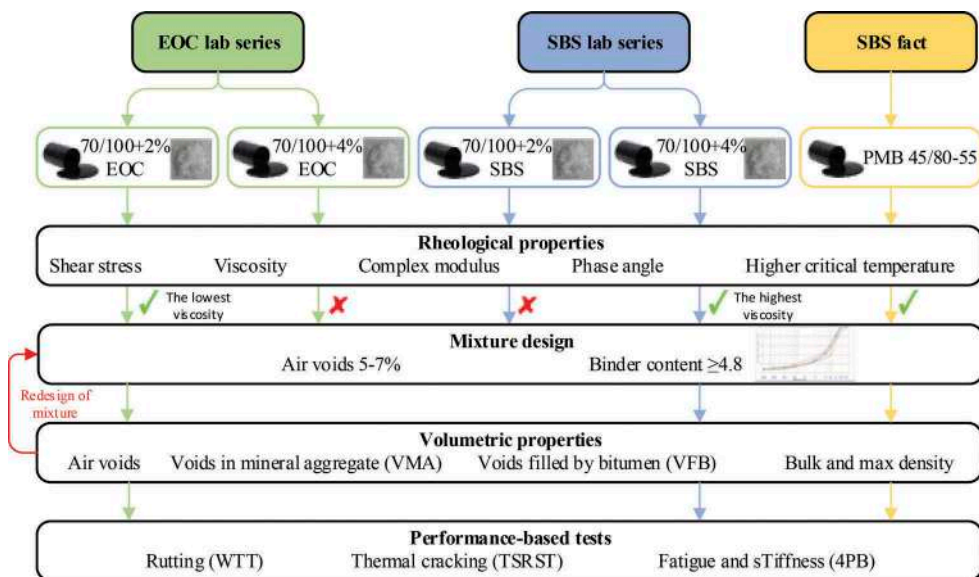 EOC lab series
SBS lab series
SBS fact
70/100+2%
EOC
70/100+4%
EOC
70/100+2%
SBS
70/100+4%
SBS
PMB 45/80-55
Rheological properties
Shear stress Viscosity Complex modulus Phase angle Higher critical temperature
The lowest
viscosity
The highest
viscosity
Mixture design
Air voids 5-7% Binder content ≥4.8
Redesign of
mixture
Volumetric properties
Air voids Voids in mineral aggregate (VMA) Voids filled by bitumen (VFB) Bulk and max density
Performance-based tests
Rutting (WTT) Thermal cracking (TSRST) Fatigue and sTiffness (4PB)